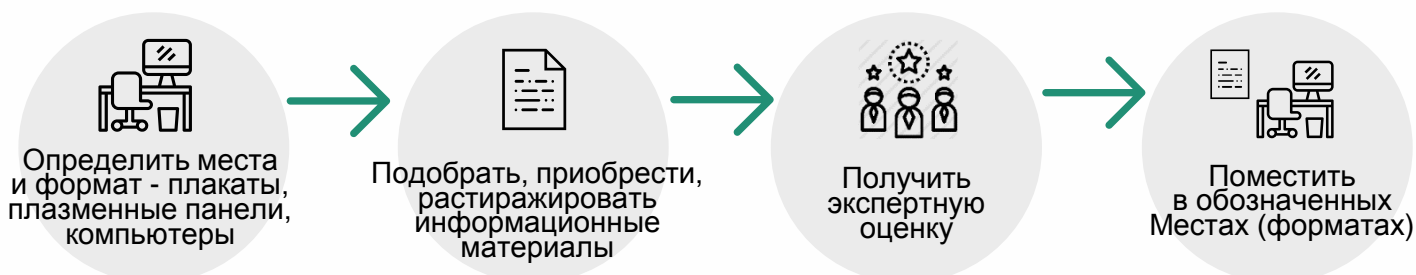 Определить места
и формат - плакаты,
плазменные панели,
компьютеры
Подобрать, приобрести,
растиражировать
информационные
материалы
Получить
экспертную
оценку
Поместить
в обозначенных
Местах (форматах)